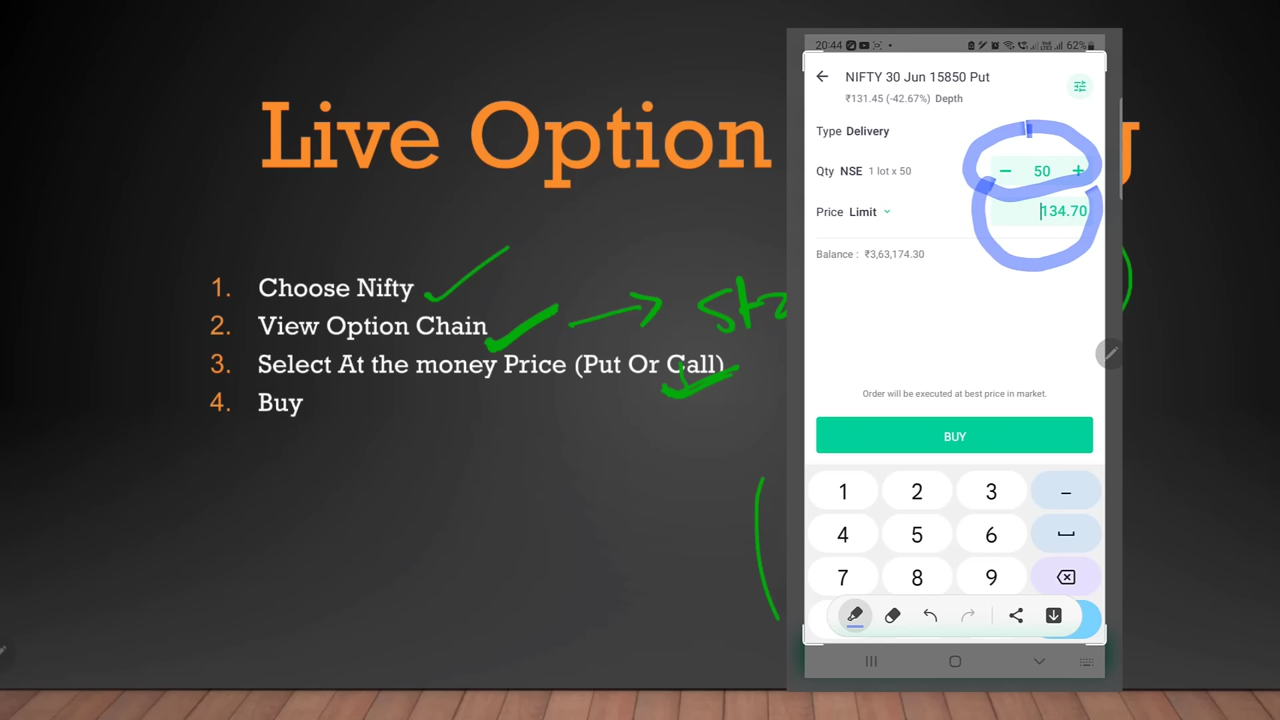 Live Option
1. Choose Nifty
2. View Option Chain
3. Select At the money Price (Put Or Call)
4. Buy
20:44
62%
NIFTY 30 Jun 15850 Put
₹131.45 (-42.67%) Depth
Type Delivery
Qty NSE 1 lot x 50
− 50 +
Price Limit
134.70
Balance : ₹3,63,174.30
Order will be executed at best price in market.
BUY
1 2 3 −
4 5 6
7 8 9